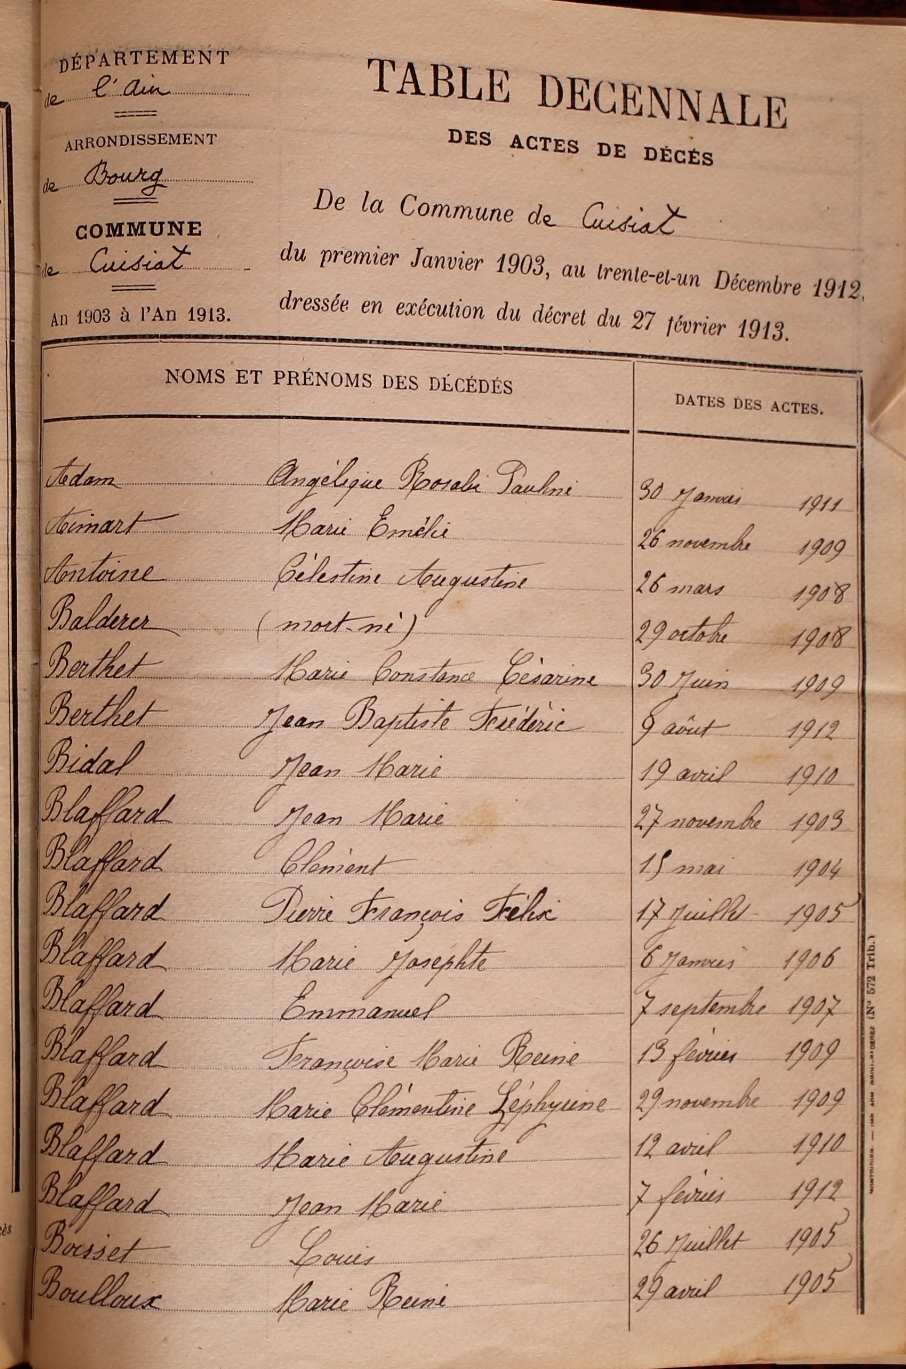 DÉPARTEMENT
de l'Ain
ARRONDISSEMENT
de Bourg
COMMUNE
de Cuisiat
An 1903 à l'An 1913.
TABLE DECENNALE
DES ACTES DE DÉCÉS
De la Commune de Cuisiat
du premier Janvier 1903, au trente-et-un Décembre 1912,
dressée en exécution du décret du 27 février 1913.
NOMS ET PRÉNOMS DES DÉCÉDÉS DATES DES ACTES.
Adam Angélique Rosalie Pauline 30 Janvier 1911
Aimart Marie Emélie 26 novembre 1909
Antoine Célestine Augustine 26 mars 1908
Balderer (mort-né) 29 octobre 1908
Berthet Marie Constance Césarine 30 Juin 1909
Berthet Jean Baptiste Frédéric 9 aôut 1912
Bidal Jean Marie 19 avril 1910
Blaffard Jean Marie 27 novembre 1903
Blaffard Clément 15 mai 1904
Blaffard Pierre François Félix 17 Juillet 1905
Blaffard Marie Josephte 6 Janvier 1906
Blaffard Emmanuel 7 septembre 1907
Blaffard Françoise Marie Reine 13 février 1909
Blaffard Marie Clémentine Zéphyrine 29 novembre 1909
Blaffard Marie Augustine 12 avril 1910
Blaffard Jean Marie 7 février 1912
Boisset Louis 26 Juillet 1905
Boulloux Marie Reine 29 avril 1905
(N° 572 Trib.)